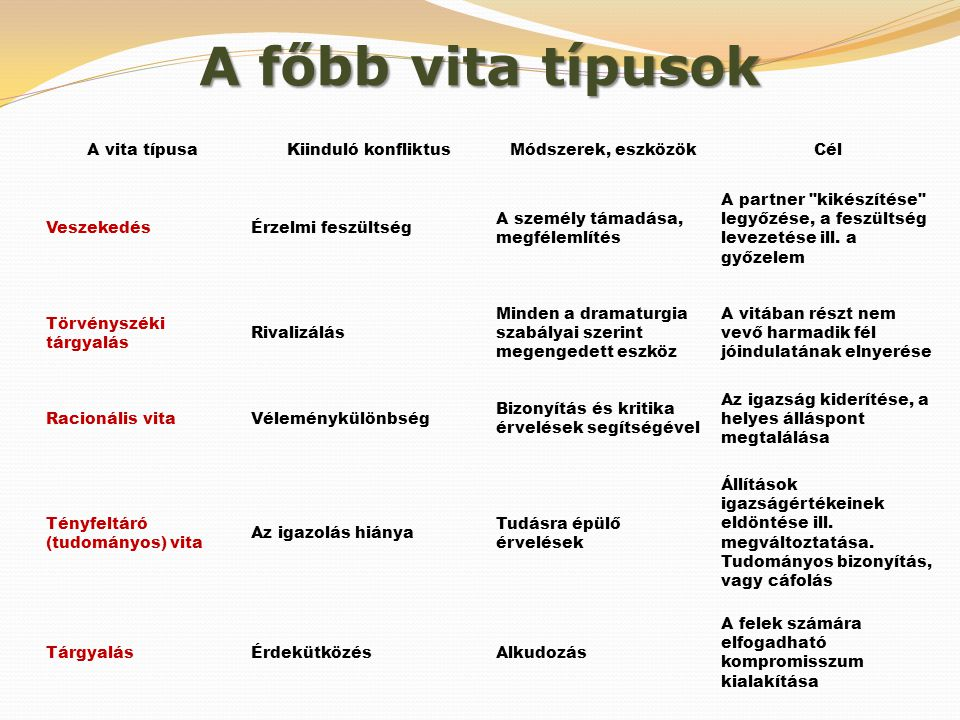 A főbb vita típusok
A vita típusa Kiinduló konfliktus Módszerek, eszközök Cél
Veszekedés
Érzelmi feszültség
A személy támadása,
megfélemlítés
A partner "kikészítése"
legyőzése, a feszültség
levezetése ill. a
győzelem
Törvényszéki
tárgyalás
Rivalizálás
Minden a dramaturgia
szabályai szerint
megengedett eszköz
A vitában részt nem
vevő harmadik fél
jóindulatának elnyerése
Racionális vita
Véleménykülönbség
Bizonyítás és kritika
érvelések segítségével
Az igazság kiderítése, a
helyes álláspont
megtalálása
Tényfeltáró
(tudományos) vita
Az igazolás hiánya
Tudásra épülő
érvelések
Állítások
igazságértékeinek
eldöntése ill.
megváltoztatása.
Tudományos bizonyítás,
vagy cáfolás
Tárgyalás
Érdekütközés
Alkudozás
A felek számára
elfogadható
kompromisszum
kialakítása